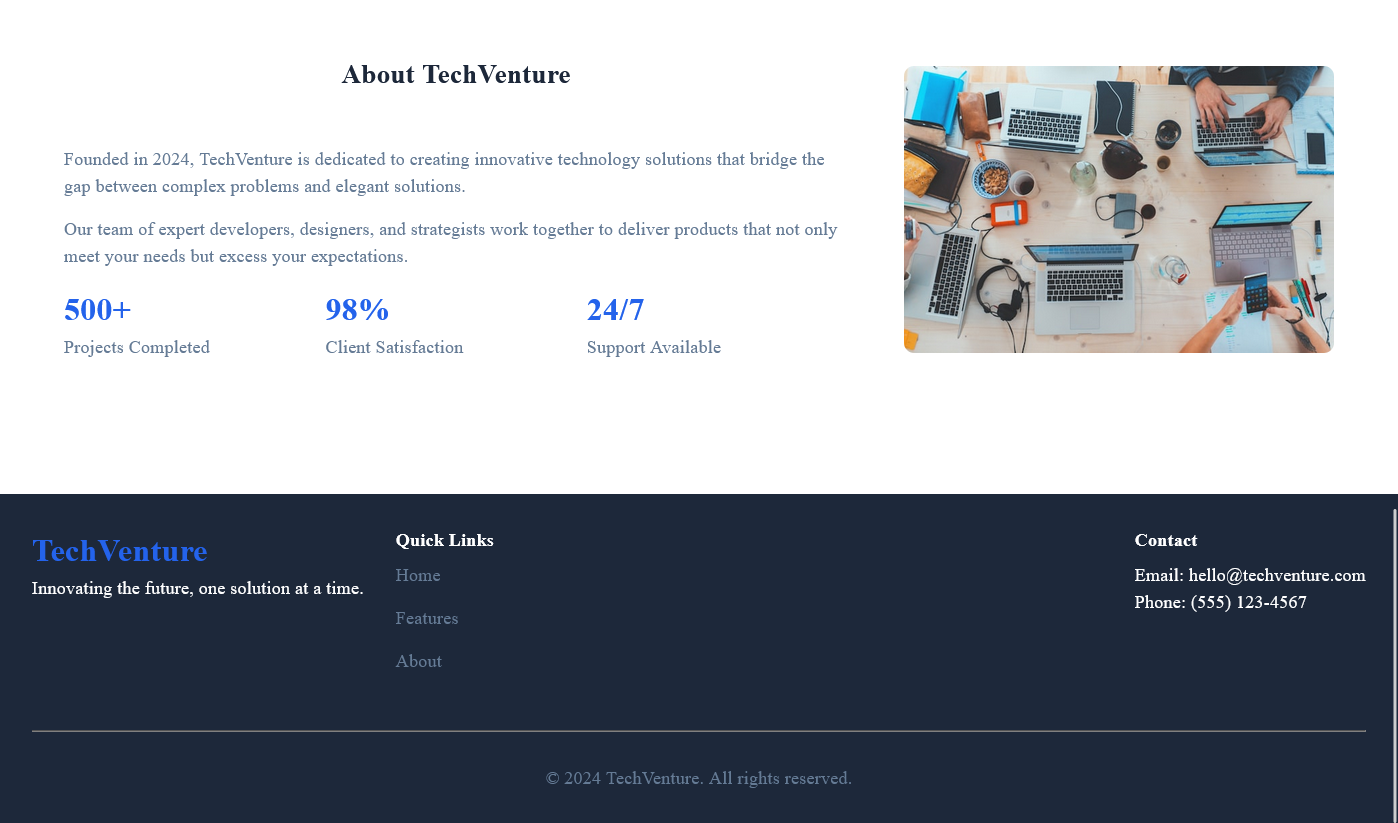 About TechVenture
Founded in 2024, TechVenture is dedicated to creating innovative technology solutions that bridge the
gap between complex problems and elegant solutions.
Our team of expert developers, designers, and strategists work together to deliver products that not only
meet your needs but excess your expectations.
500+
Projects Completed
98%
Client Satisfaction
24/7
Support Available
TechVenture
Innovating the future, one solution at a time.
Quick Links
Home
Features
About
Contact
Email: hello@techventure.com
Phone: (555) 123-4567
© 2024 TechVenture. All rights reserved.